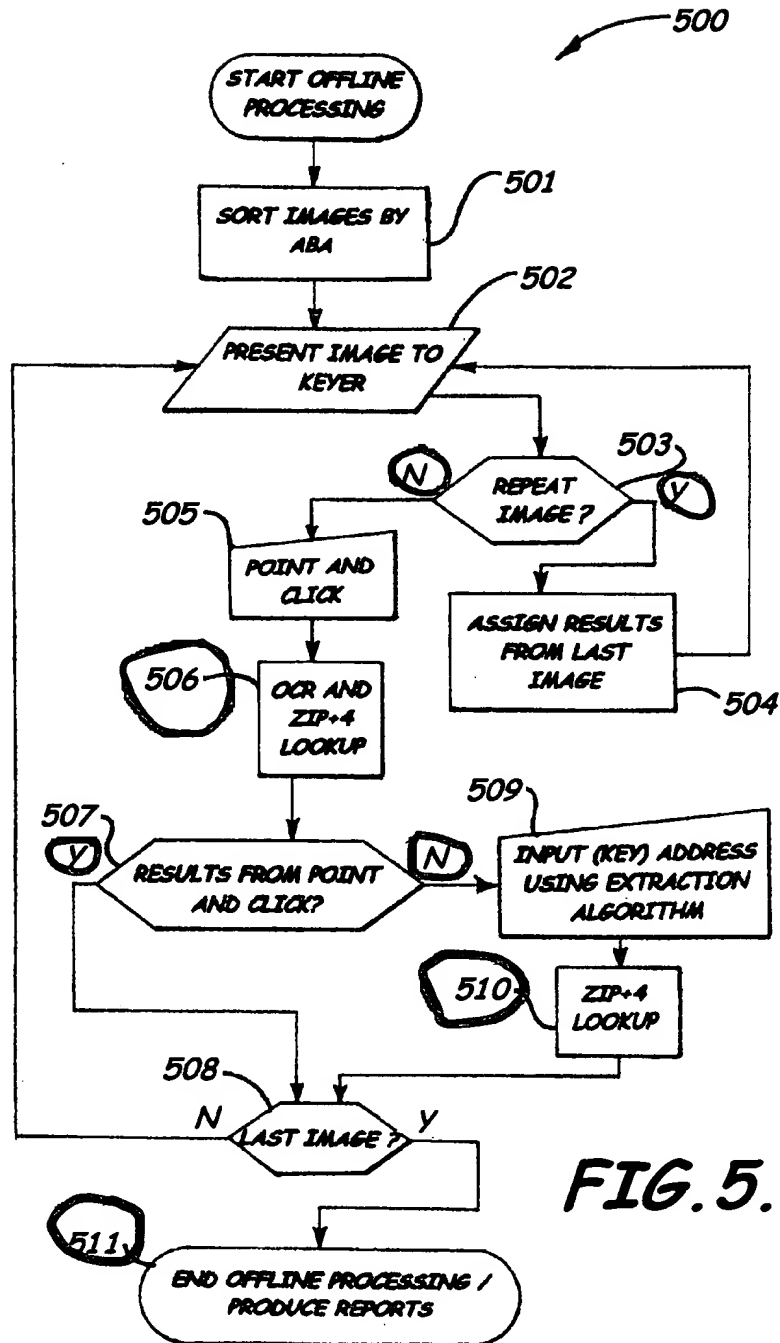 500
START OFFLINE
PROCESSING
501
SORT IMAGES BY
ABA
502
PRESENT IMAGE TO
KEYER
503
N
REPEAT
IMAGE?
Y
505
POINT AND
CLICK
ASSIGN RESULTS
FROM LAST
IMAGE
504
506
OCR AND
ZIP+4
LOOKUP
507
Y
RESULTS FROM POINT
AND CLICK?
N
509
INPUT (KEY) ADDRESS
USING EXTRACTION
ALGORITHM
510
ZIP+4
LOOKUP
508
N
LAST IMAGE?
Y
FIG. 5.
511
END OFFLINE PROCESSING /
PRODUCE REPORTS